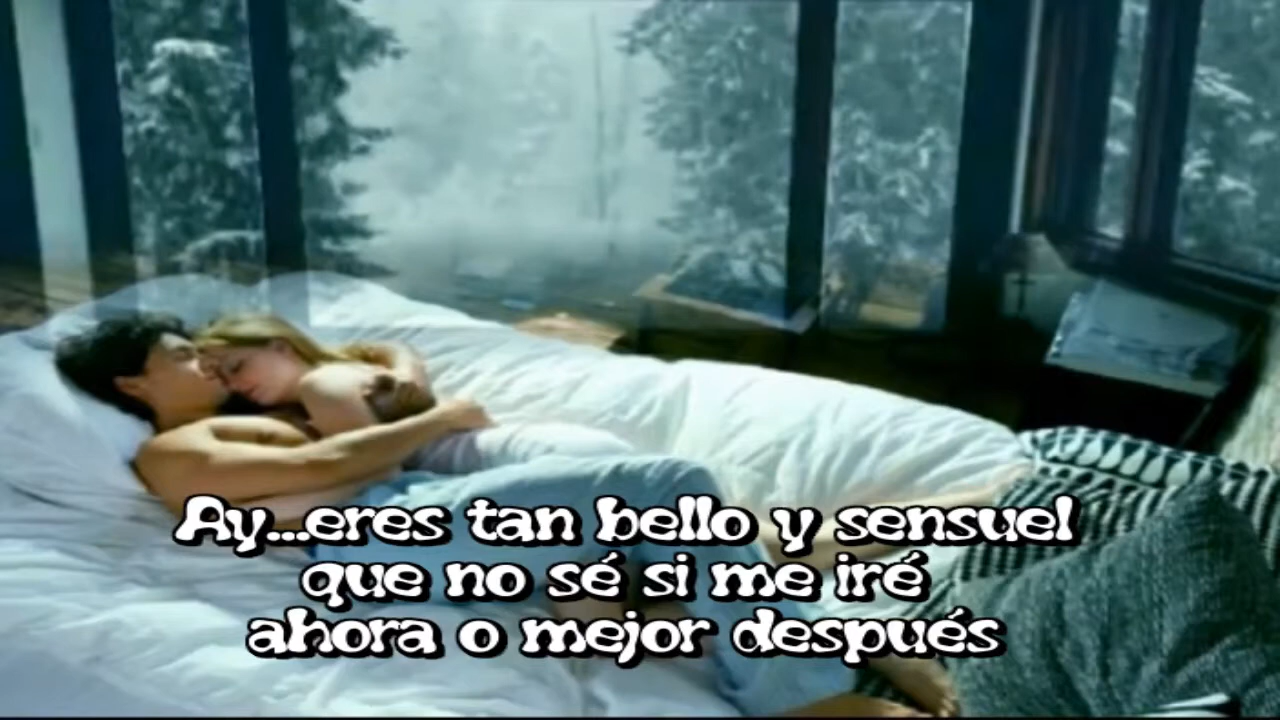 Ay...eres tan bello y sensuel
que no sé si me iré
ahora o mejor después